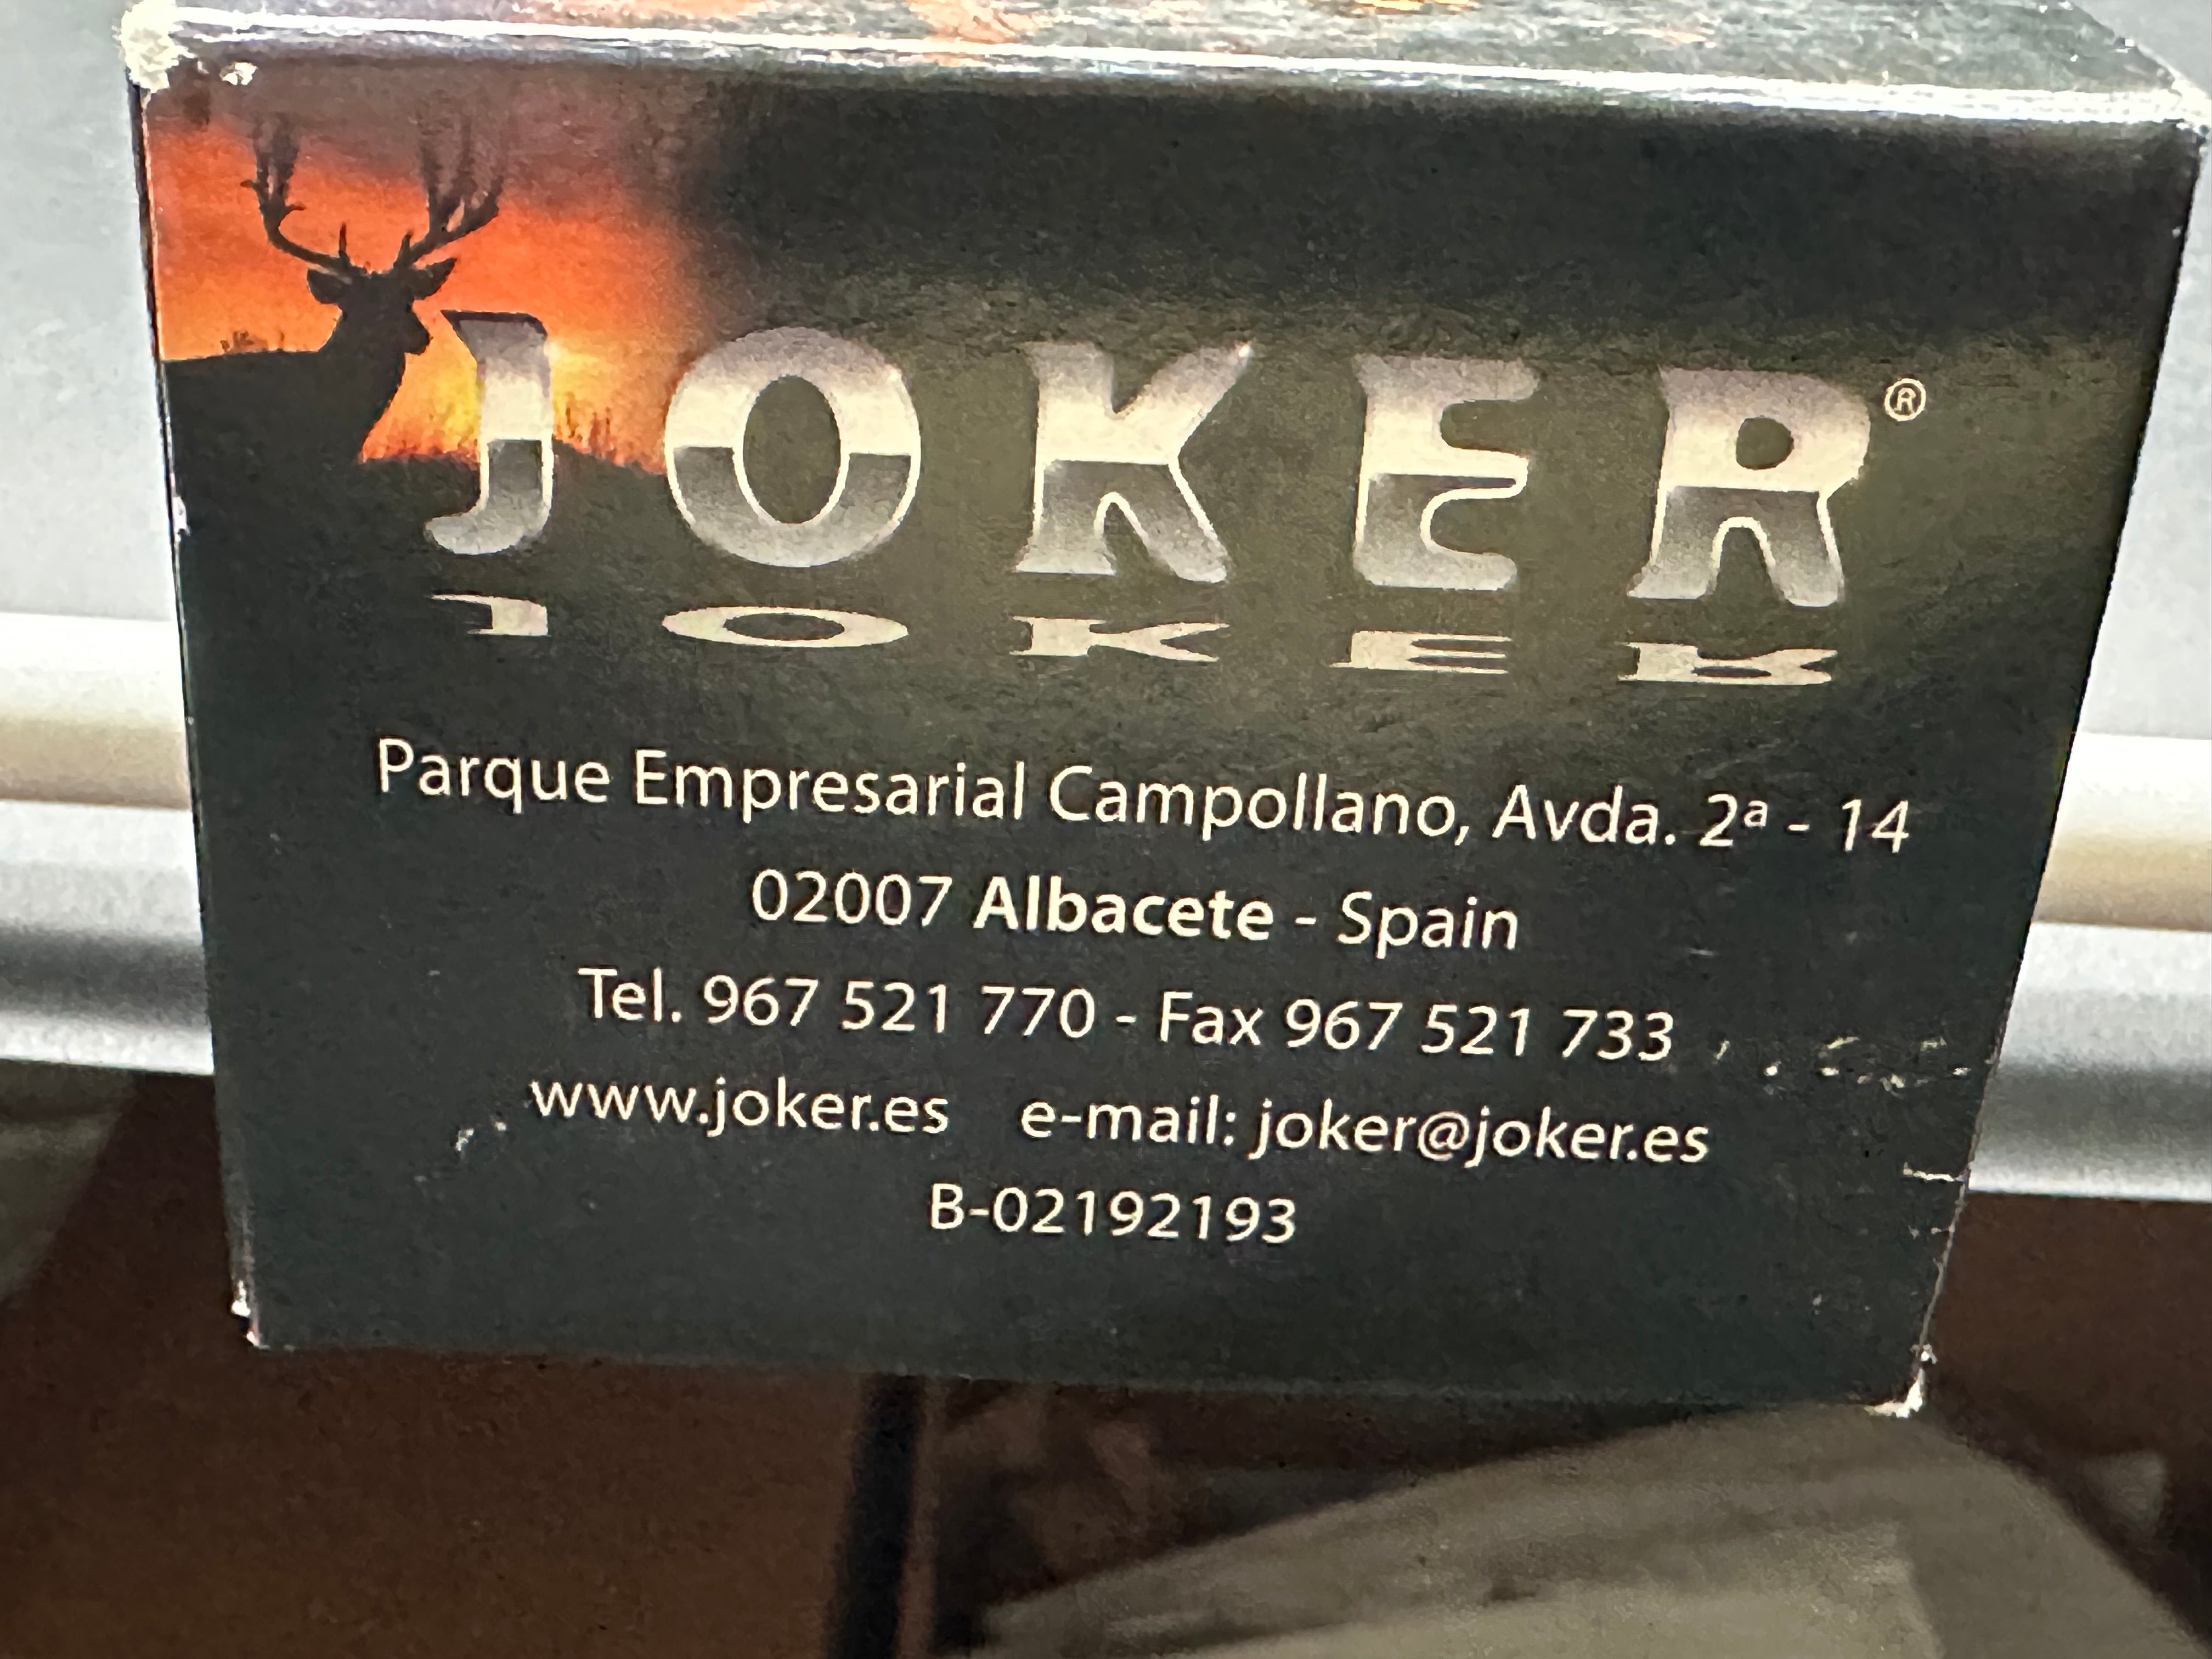 JOKER®
Parque Empresarial Campollano, Avda. 2ª - 14
02007 Albacete - Spain
Tel. 967 521 770 - Fax 967 521 733
www.joker.es e-mail: joker@joker.es
B-02192193